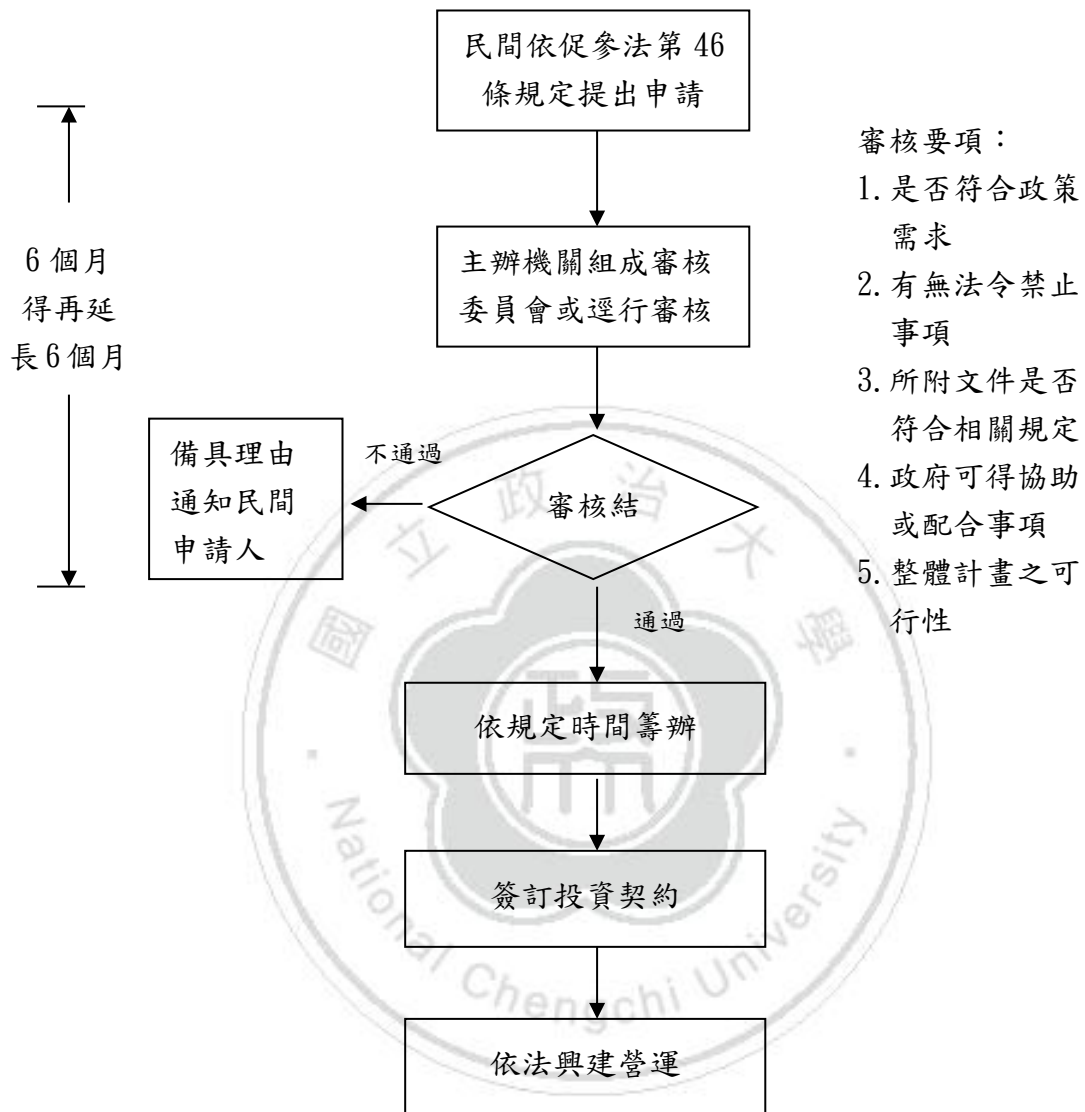 民間依促參法第 46
條規定提出申請
6 個月
得再延
長 6 個月
主辦機關組成審核
委員會或逕行審核
審核要項：
1. 是否符合政策
需求
2. 有無法令禁止
事項
3. 所附文件是否
符合相關規定
4. 政府可得協助
或配合事項
5. 整體計畫之可
行性
備具理由
通知民間
申請人
不通過
審核結
通過
依規定時間籌辦
簽訂投資契約
依法興建營運
國立政治大學
National Chengchi University